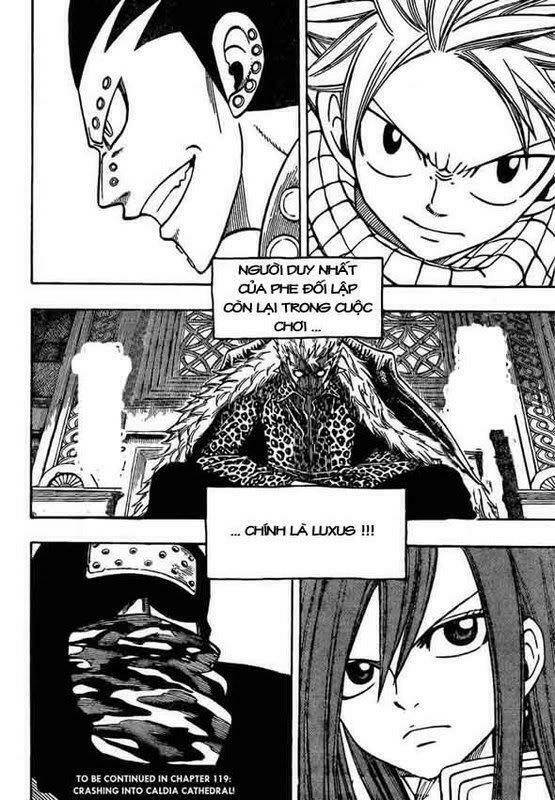 NGƯỜI DUY NHẤT
CỦA PHE ĐỐI LẬP
CÒN LẠI TRONG CUỘC
CHƠI ...
... CHÍNH LÀ LUXUS !!!
TO BE CONTINUED IN CHAPTER 119:
CRASHING INTO CALDIA CATHEDRAL!